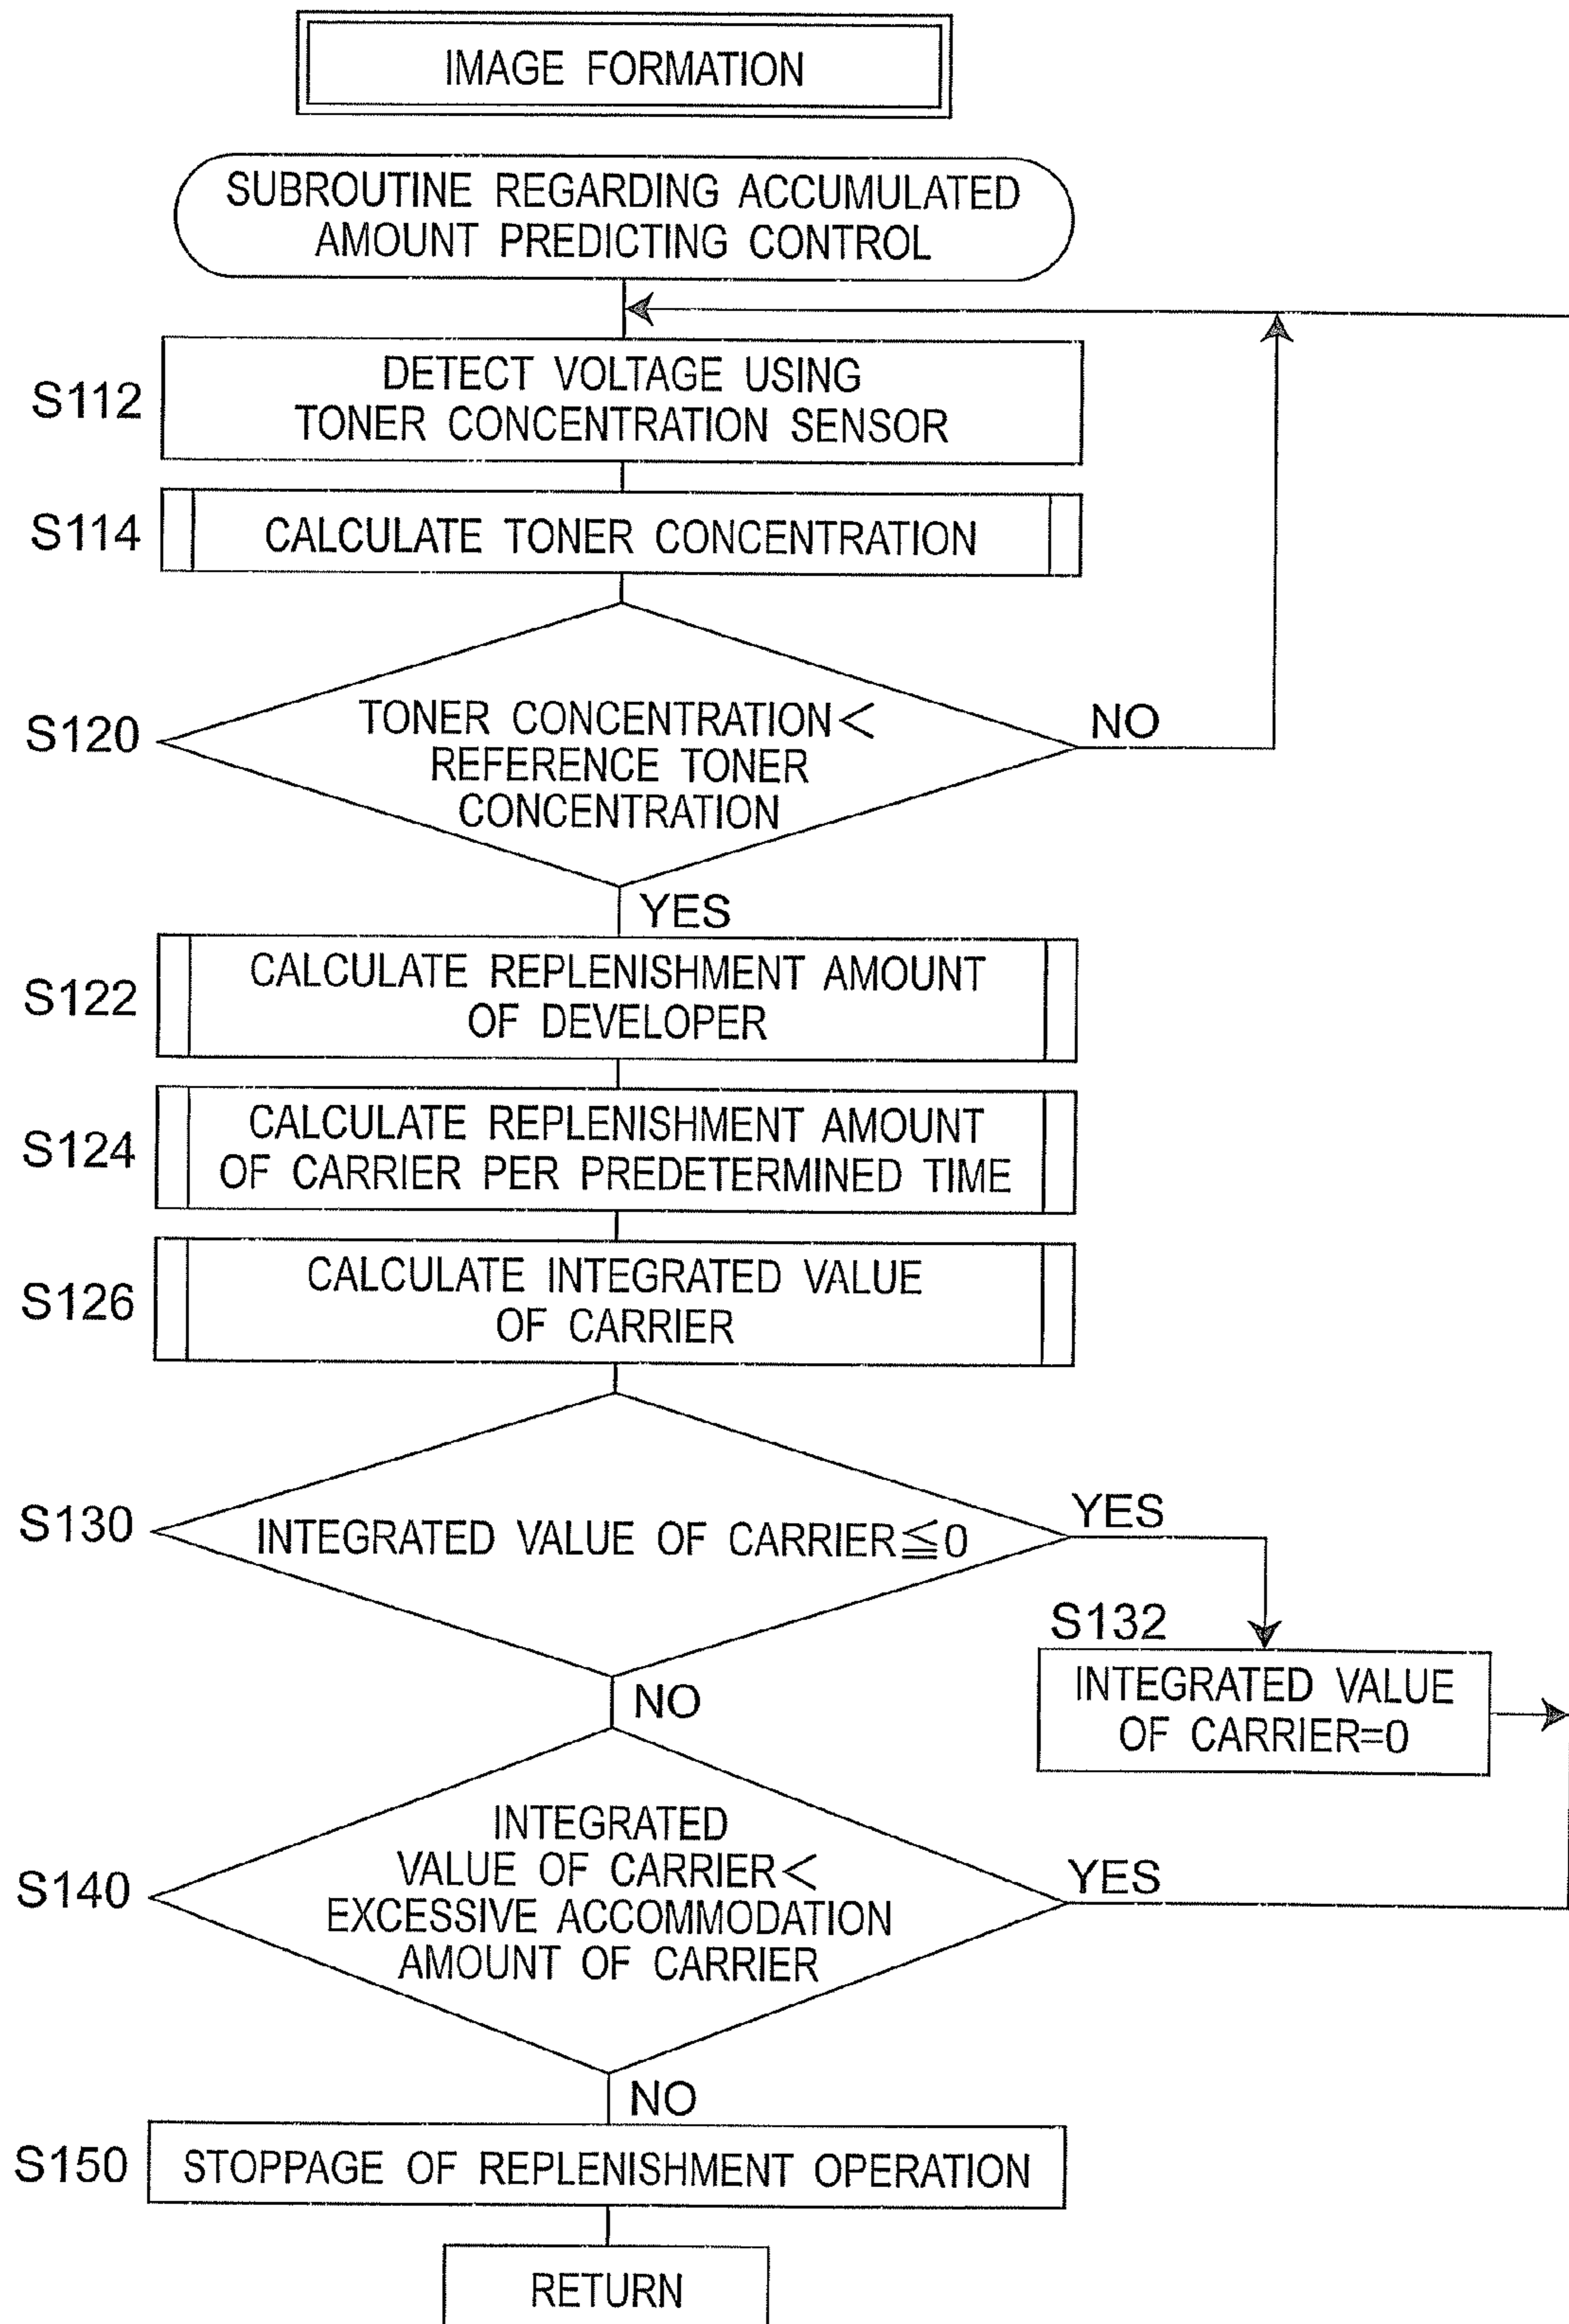 IMAGE FORMATION
SUBROUTINE REGARDING ACCUMULATED
AMOUNT PREDICTING CONTROL
S112
DETECT VOLTAGE USING
TONER CONCENTRATION SENSOR
S114
CALCULATE TONER CONCENTRATION
S120
TONER CONCENTRATION<
REFERENCE TONER
CONCENTRATION
NO
YES
S122
CALCULATE REPLENISHMENT AMOUNT
OF DEVELOPER
S124
CALCULATE REPLENISHMENT AMOUNT
OF CARRIER PER PREDETERMINED TIME
S126
CALCULATE INTEGRATED VALUE
OF CARRIER
S130
INTEGRATED VALUE OF CARRIER≦0
YES
S132
INTEGRATED VALUE
OF CARRIER=0
NO
S140
INTEGRATED
VALUE OF CARRIER<
EXCESSIVE ACCOMMODATION
AMOUNT OF CARRIER
YES
NO
S150
STOPPAGE OF REPLENISHMENT OPERATION
RETURN